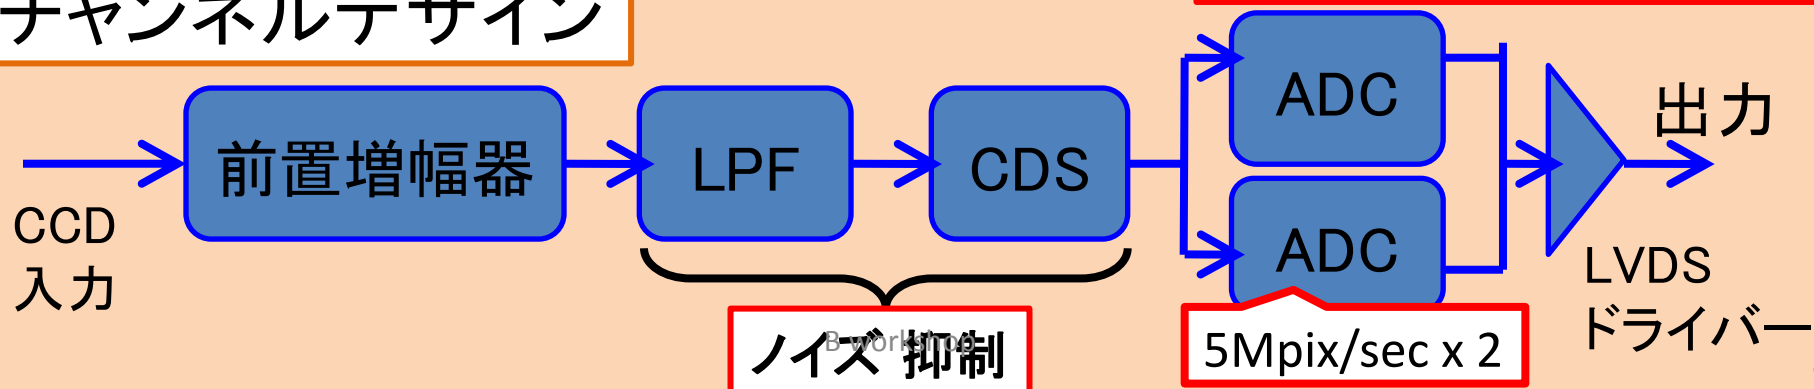 チャンネルデザイン
CCD
入力
前置増幅器
LPF
CDS
ADC
ADC
出力
LVDS
ドライバー
ノイズ 抑制
B workshop
5Mpix/sec x 2